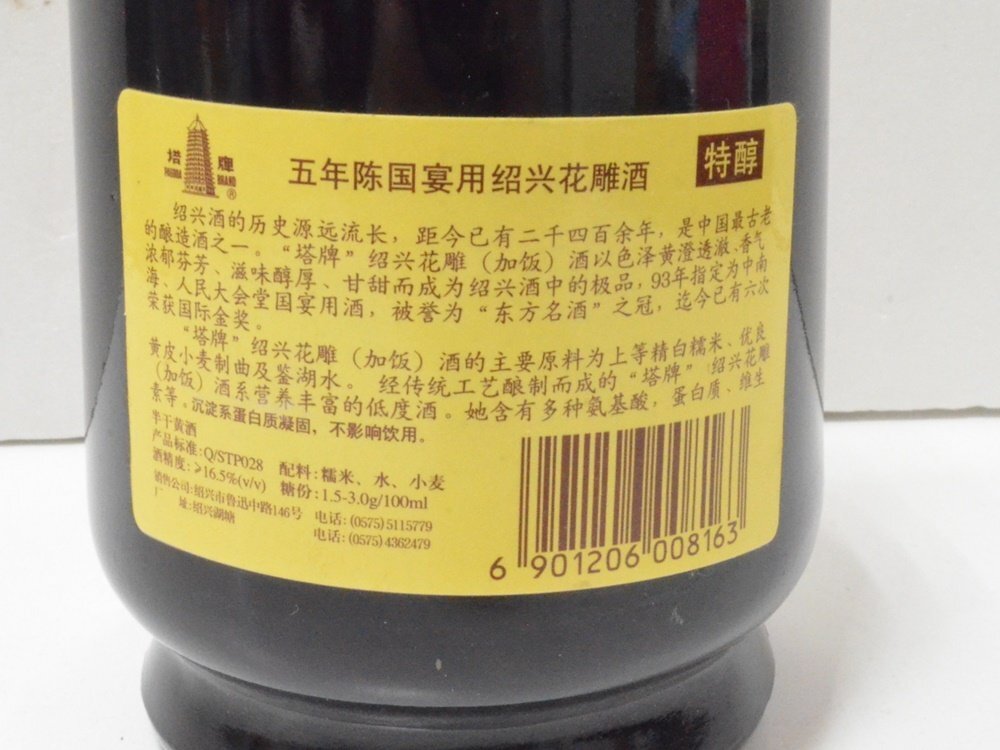 塔牌
PAGODA BRAND ®
五年陈国宴用绍兴花雕酒
特醇
绍兴酒的历史源远流长，距今已有二千四百余年，是中国最古老
的酿造酒之一。“塔牌”绍兴花雕（加饭）酒以色泽黄澄透澈、香气
浓郁芬芳、滋味醇厚、甘甜而成为绍兴酒中的极品，93年指定为中南
海、人民大会堂国宴用酒，被誉为“东方名酒”之冠，迄今已有六次
荣获国际金奖。
“塔牌”绍兴花雕（加饭）酒的主要原料为上等精白糯米、优良
黄皮小麦制曲及鉴湖水。经传统工艺酿制而成的“塔牌”绍兴花雕
（加饭）酒系营养丰富的低度酒。她含有多种氨基酸，蛋白质、维生
素等。沉淀系蛋白质凝固，不影响饮用。
半干黄酒
产品标准：Q/STP028 配料：糯米、水、小麦
酒精度：≥16.5%(v/v) 糖份：1.5-3.0g/100ml
销售公司：绍兴市鲁迅中路146号 电话：(0575)5115779
厂 址：绍兴湖塘 电话：(0575)4362479
6 901206 008163